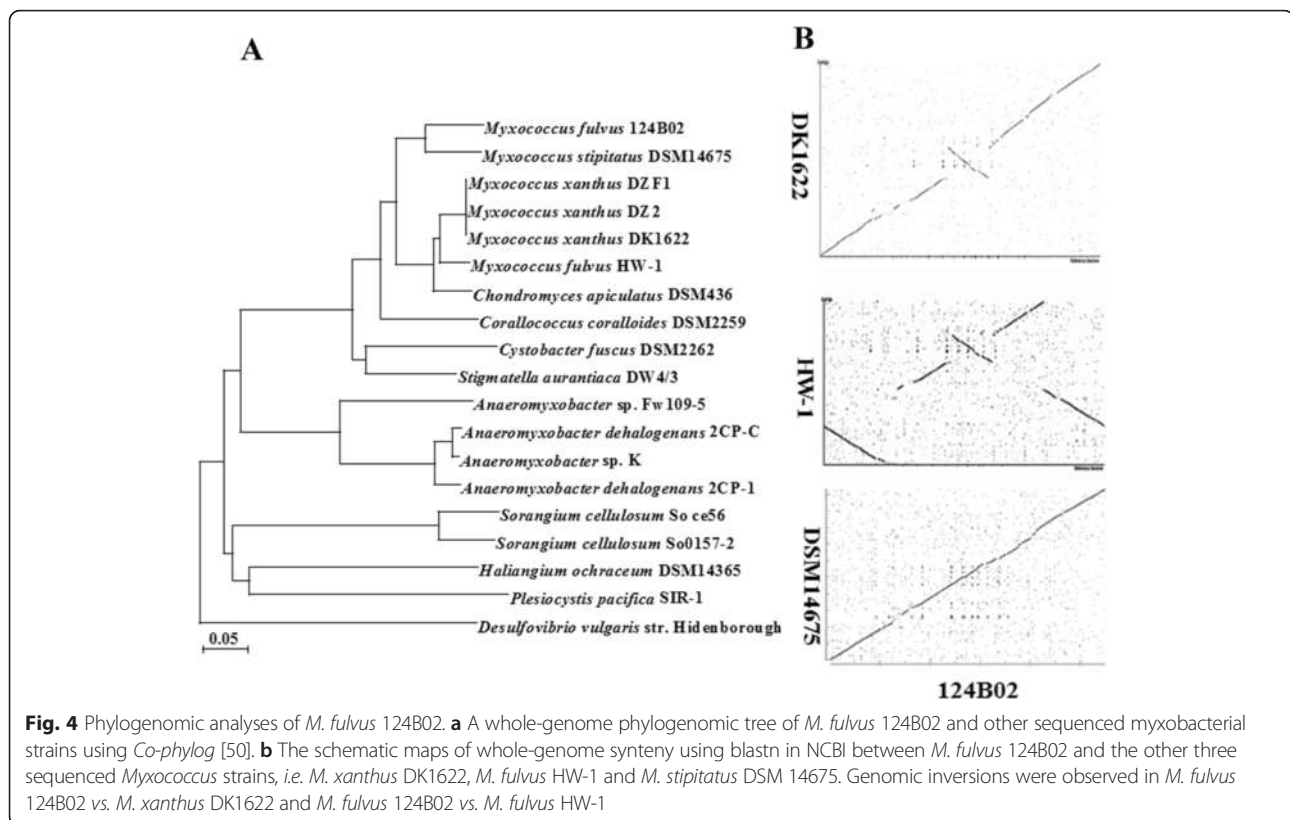 A
B
Myxococcus fulvus 124B02
Myxococcus stipitatus DSM14675
Myxococcus xanthus DZF1
Myxococcus xanthus DZ2
Myxococcus xanthus DK1622
Myxococcus fulvus HW-1
Chondromyces apiculatus DSM436
Corallococcus coralloides DSM2259
Cystobacter fuscus DSM2262
Stigmatella aurantiaca DW4/3
Anaeromyxobacter sp. Fw109-5
Anaeromyxobacter dehalogenans 2CP-C
Anaeromyxobacter sp. K
Anaeromyxobacter dehalogenans 2CP-1
Sorangium cellulosum So ce56
Sorangium cellulosum So0157-2
Haliangium ochraceum DSM14365
Plesiocystis pacifica SIR-1
Desulfovibrio vulgaris str. Hidenborough
0.05
DK1622
HW-1
DSM14675
124B02
Fig. 4 Phylogenomic analyses of M. fulvus 124B02. a A whole-genome phylogenomic tree of M. fulvus 124B02 and other sequenced myxobacterial
strains using Co-phylog [50]. b The schematic maps of whole-genome synteny using blastn in NCBI between M. fulvus 124B02 and the other three
sequenced Myxococcus strains, i.e. M. xanthus DK1622, M. fulvus HW-1 and M. stipitatus DSM 14675. Genomic inversions were observed in M. fulvus
124B02 vs. M. xanthus DK1622 and M. fulvus 124B02 vs. M. fulvus HW-1